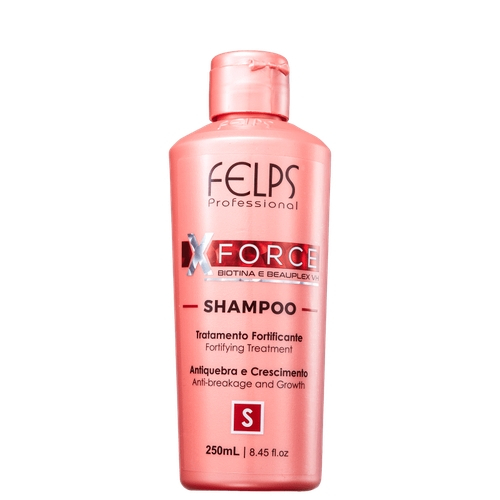 FELPS
Professional
X FORCE
BIOTINA E BEAUPLEX VH
SHAMPOO
Tratamento Fortificante
Fortifying Treatment
Antiquebra e Crescimento
Anti-breakage and Growth
S
250mL | 8.45 fl.oz